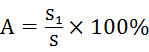 A = S₁/S × 100%